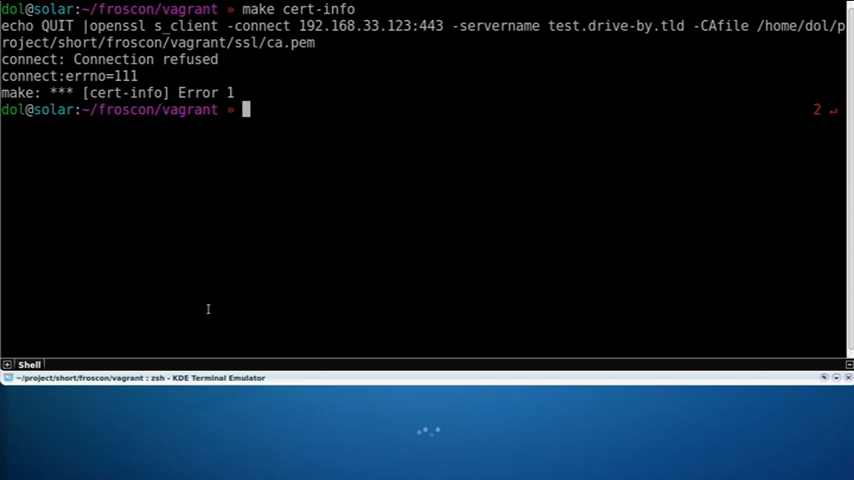 dol@solar:~/froscon/vagrant » make cert-info
echo QUIT |openssl s_client -connect 192.168.33.123:443 -servername test.drive-by.tld -CAfile /home/dol/p
roject/short/froscon/vagrant/ssl/ca.pem
connect: Connection refused
connect:errno=111
make: *** [cert-info] Error 1
dol@solar:~/froscon/vagrant » 2 ↵
Shell
~/project/short/froscon/vagrant : zsh - KDE Terminal Emulator